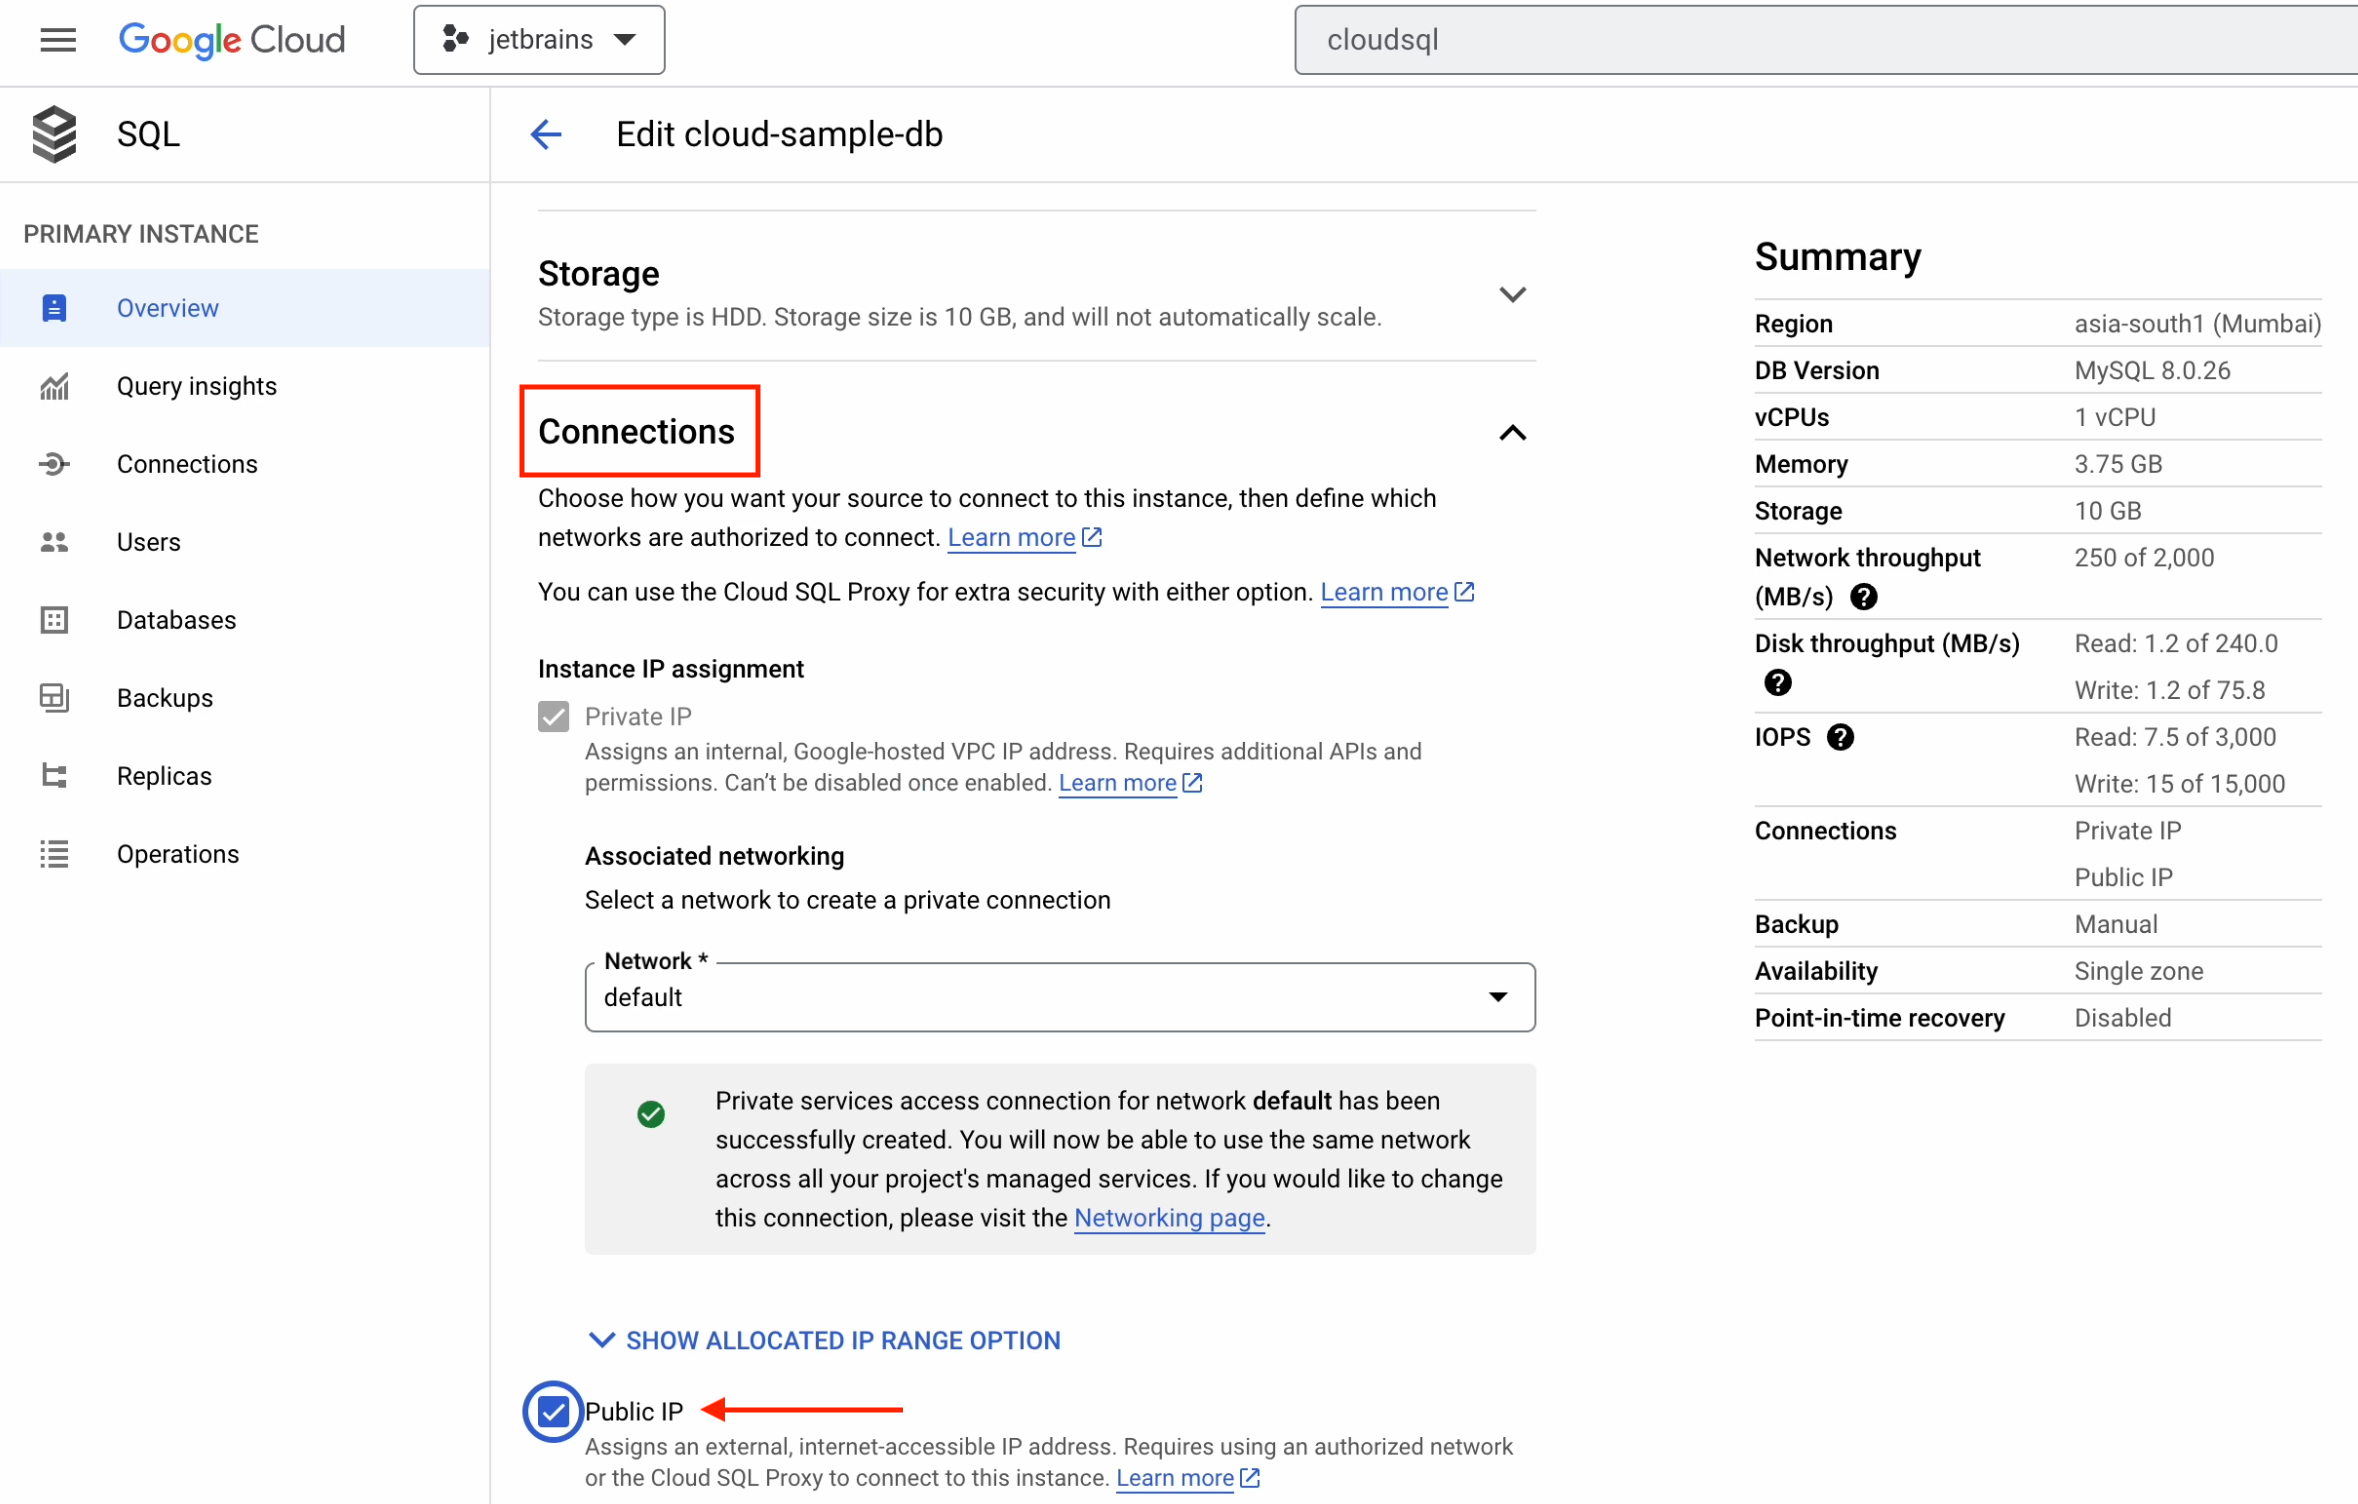 Google Cloud
jetbrains
cloudsql
SQL
Edit cloud-sample-db
PRIMARY INSTANCE
Overview
Query insights
Connections
Users
Databases
Backups
Replicas
Operations
Storage
Storage type is HDD. Storage size is 10 GB, and will not automatically scale.
Connections
Choose how you want your source to connect to this instance, then define which
networks are authorized to connect. Learn more
You can use the Cloud SQL Proxy for extra security with either option. Learn more
Instance IP assignment
Private IP
Assigns an internal, Google-hosted VPC IP address. Requires additional APIs and
permissions. Can’t be disabled once enabled. Learn more
Associated networking
Select a network to create a private connection
Network *
default
Private services access connection for network default has been
successfully created. You will now be able to use the same network
across all your project's managed services. If you would like to change
this connection, please visit the Networking page.
SHOW ALLOCATED IP RANGE OPTION
Public IP
Assigns an external, internet-accessible IP address. Requires using an authorized network
or the Cloud SQL Proxy to connect to this instance. Learn more
Summary
Region asia-south1 (Mumbai)
DB Version MySQL 8.0.26
vCPUs 1 vCPU
Memory 3.75 GB
Storage 10 GB
Network throughput 250 of 2,000
(MB/s) ?
Disk throughput (MB/s) Read: 1.2 of 240.0
? Write: 1.2 of 75.8
IOPS ? Read: 7.5 of 3,000
Write: 15 of 15,000
Connections Private IP
Public IP
Backup Manual
Availability Single zone
Point-in-time recovery Disabled